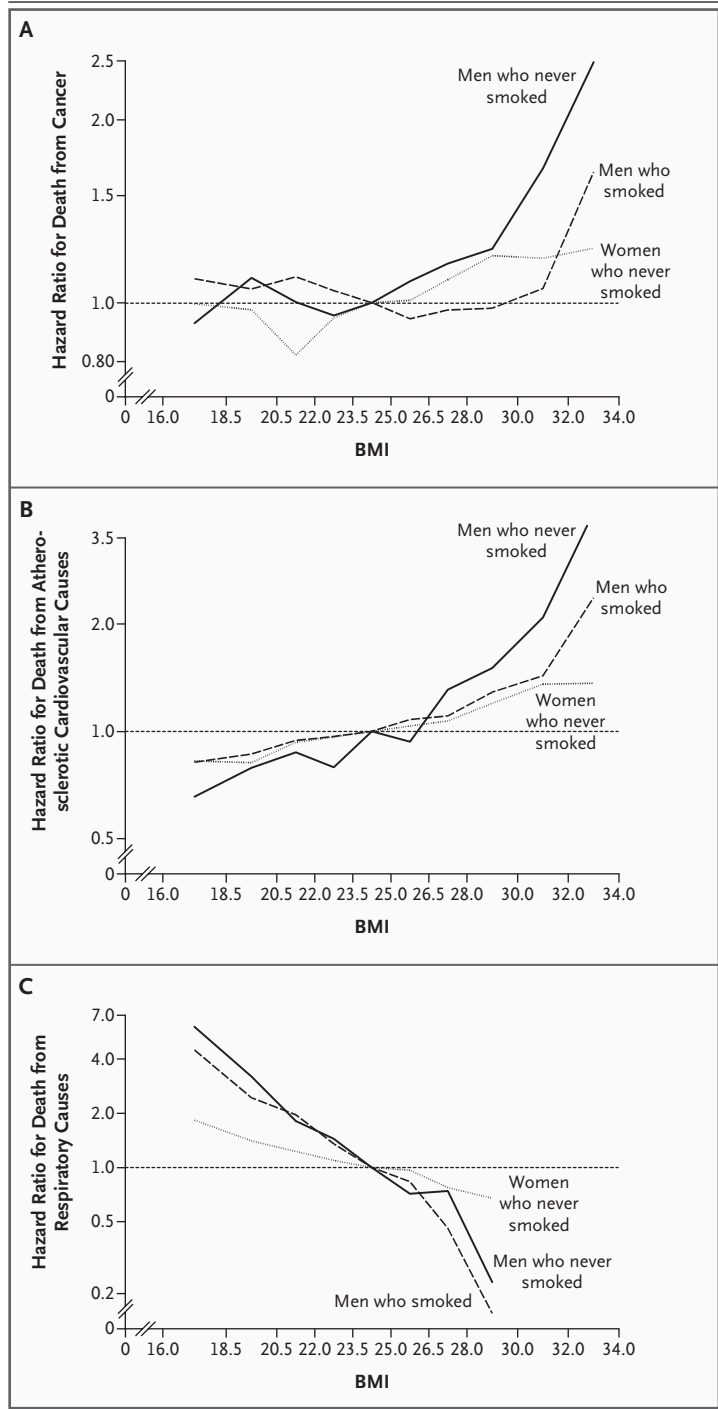 A
Hazard Ratio for Death from Cancer
2.5
2.0
1.5
1.0
0.80
0
Men who never
smoked
Men who
smoked
Women
who never
smoked
0 16.0 18.5 20.5 22.0 23.5 25.0 26.5 28.0 30.0 32.0 34.0
BMI
B
Hazard Ratio for Death from Athero-
sclerotic Cardiovascular Causes
3.5
2.0
1.0
0.5
0
Men who never
smoked
Men who
smoked
Women
who never
smoked
0 16.0 18.5 20.5 22.0 23.5 25.0 26.5 28.0 30.0 32.0 34.0
BMI
C
Hazard Ratio for Death from
Respiratory Causes
7.0
4.0
2.0
1.0
0.5
0.2
0
Women
who never
smoked
Men who never
smoked
Men who smoked
0 16.0 18.5 20.5 22.0 23.5 25.0 26.5 28.0 30.0 32.0 34.0
BMI